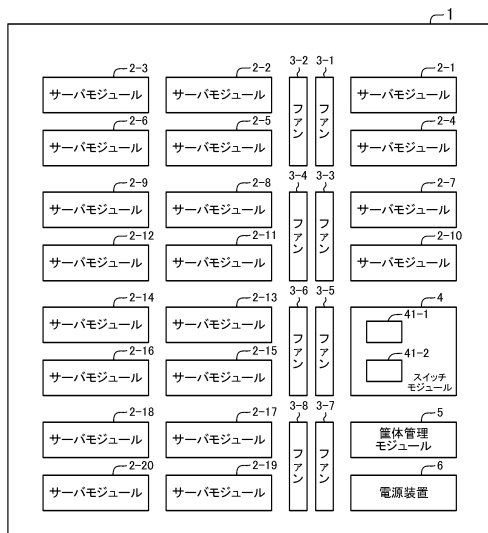 1
2-3 2-2 3-2 3-1 2-1
サーバモジュール サーバモジュール ファン ファン サーバモジュール
2-6 2-5 2-4
サーバモジュール サーバモジュール サーバモジュール
2-9 2-8 3-4 3-3 2-7
サーバモジュール サーバモジュール ファン ファン サーバモジュール
2-12 2-11 2-10
サーバモジュール サーバモジュール サーバモジュール
2-14 2-13 3-6 3-5 4
サーバモジュール サーバモジュール ファン ファン 41-1
2-16 2-15 41-2
サーバモジュール サーバモジュール スイッチ
モジュール
2-18 2-17 3-8 3-7 5
サーバモジュール サーバモジュール ファン ファン 筐体管理
モジュール
2-20 2-19 6
サーバモジュール サーバモジュール 電源装置